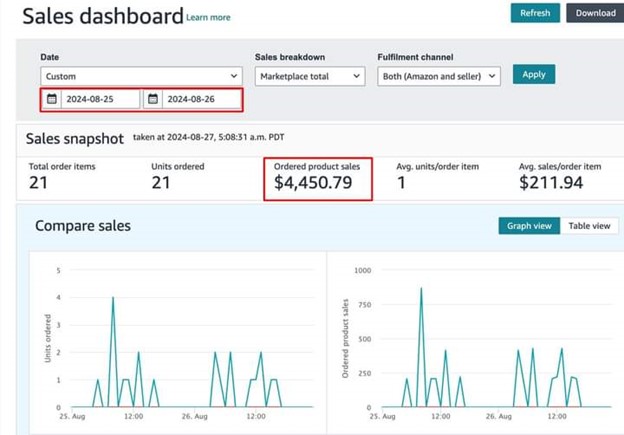 Sales dashboard Learn more
Refresh
Download
Date
Sales breakdown
Fulfilment channel
Custom
Marketplace total
Both (Amazon and seller)
Apply
2024-08-25
2024-08-26
Sales snapshot taken at 2024-08-27, 5:08:31 a.m. PDT
Total order items
Units ordered
Ordered product sales
Avg. units/order item
Avg. sales/order item
21
21
$4,450.79
1
$211.94
Compare sales
Graph view
Table view
Units ordered
5
4
3
2
1
0
25. Aug
12:00
26. Aug
12:00
Ordered product sales
1000
750
500
250
0
25. Aug
12:00
26. Aug
12:00